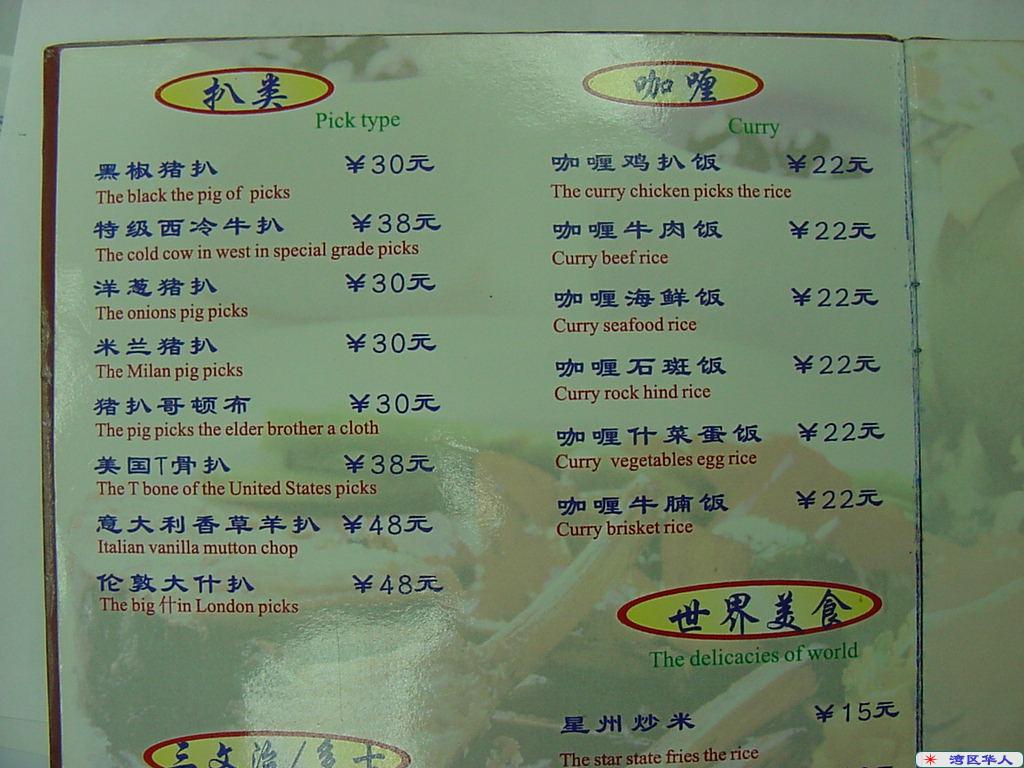 扒类
Pick type
黑椒猪扒 ¥30元
The black the pig of picks
特级西冷牛扒 ¥38元
The cold cow in west in special grade picks
洋葱猪扒 ¥30元
The onions pig picks
米兰猪扒 ¥30元
The Milan pig picks
猪扒哥顿布 ¥30元
The pig picks the elder brother a cloth
美国T骨扒 ¥38元
The T bone of the United States picks
意大利香草羊扒 ¥48元
Italian vanilla mutton chop
伦敦大什扒 ¥48元
The big 什in London picks
三文治/多士
咖喱
Curry
咖喱鸡扒饭 ¥22元
The curry chicken picks the rice
咖喱牛肉饭 ¥22元
Curry beef rice
咖喱海鲜饭 ¥22元
Curry seafood rice
咖喱石斑饭 ¥22元
Curry rock hind rice
咖喱什菜蛋饭 ¥22元
Curry vegetables egg rice
咖喱牛腩饭 ¥22元
Curry brisket rice
世界美食
The delicacies of world
星州炒米 ¥15元
The star state fries the rice
湾区华人